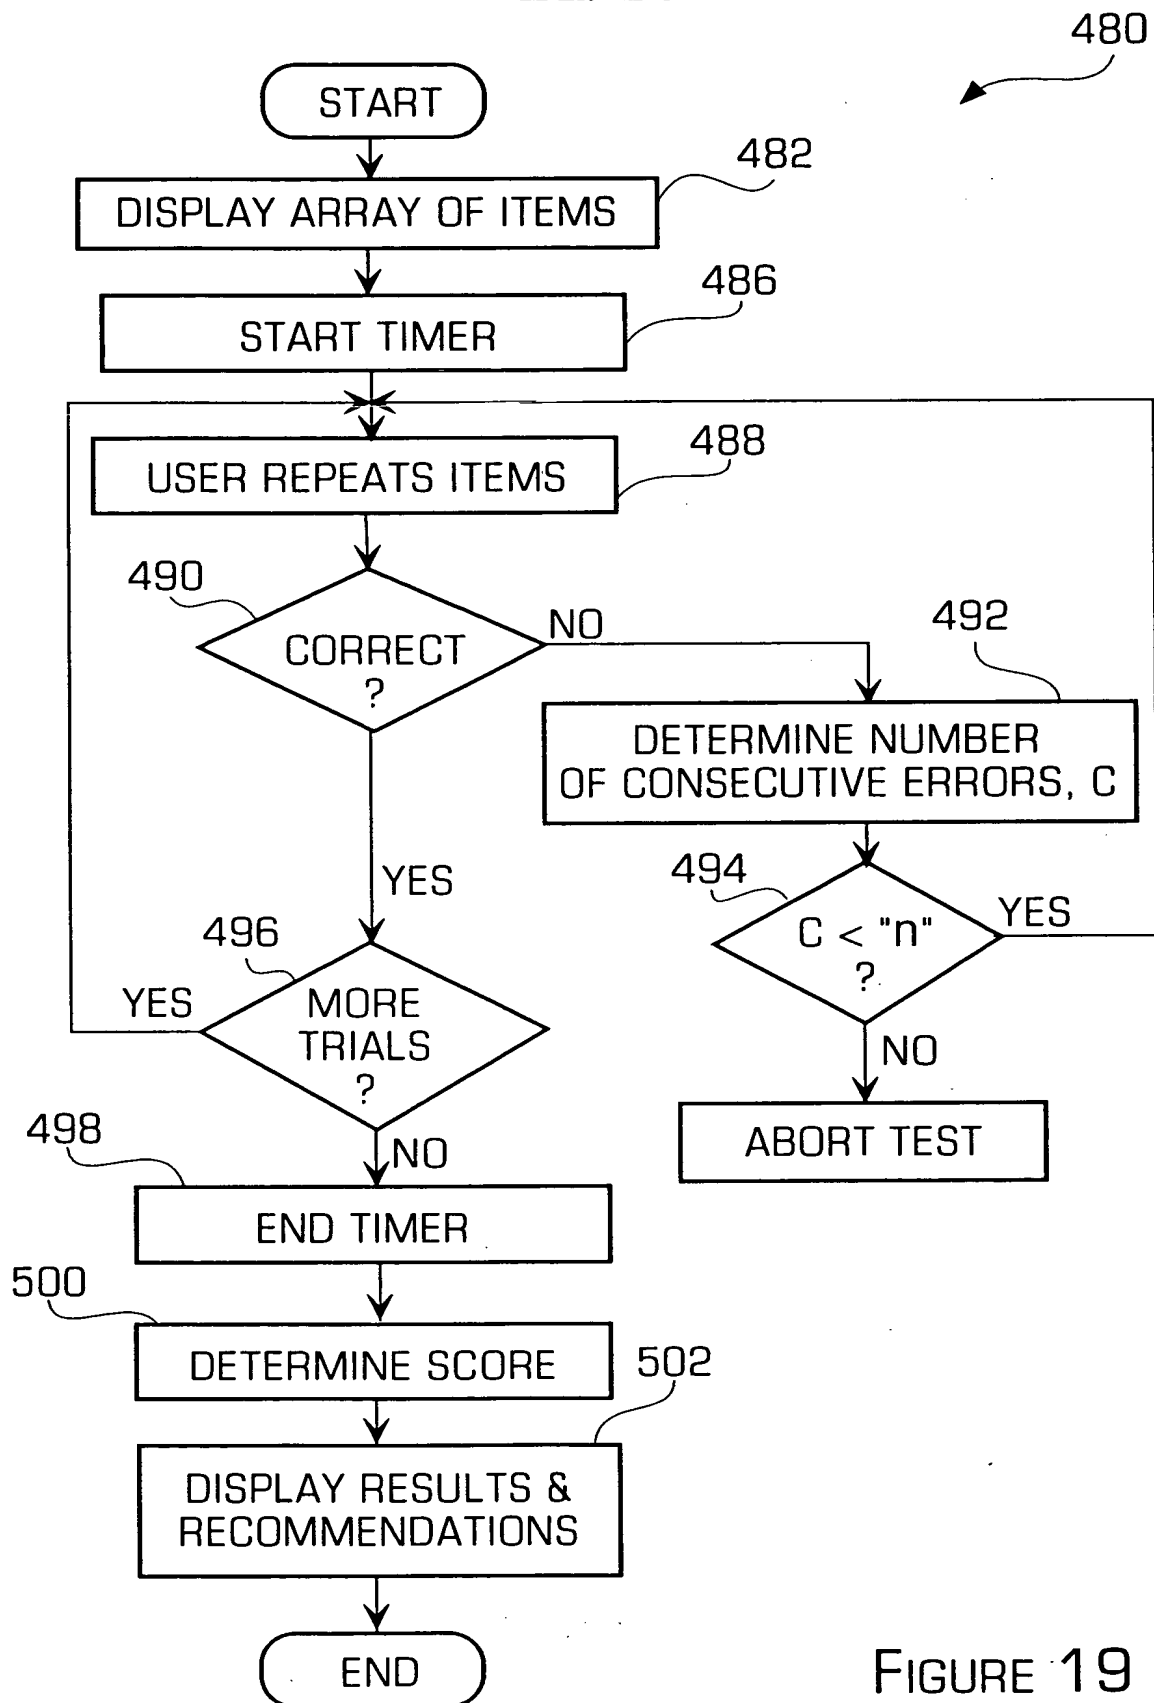 480
START
482
DISPLAY ARRAY OF ITEMS
486
START TIMER
488
USER REPEATS ITEMS
490
CORRECT
?
NO
492
DETERMINE NUMBER
OF CONSECUTIVE ERRORS, C
YES
494
C < "n"
?
YES
496
MORE
TRIALS
?
YES
NO
ABORT TEST
498
NO
END TIMER
500
DETERMINE SCORE
502
DISPLAY RESULTS &
RECOMMENDATIONS
END
FIGURE 19